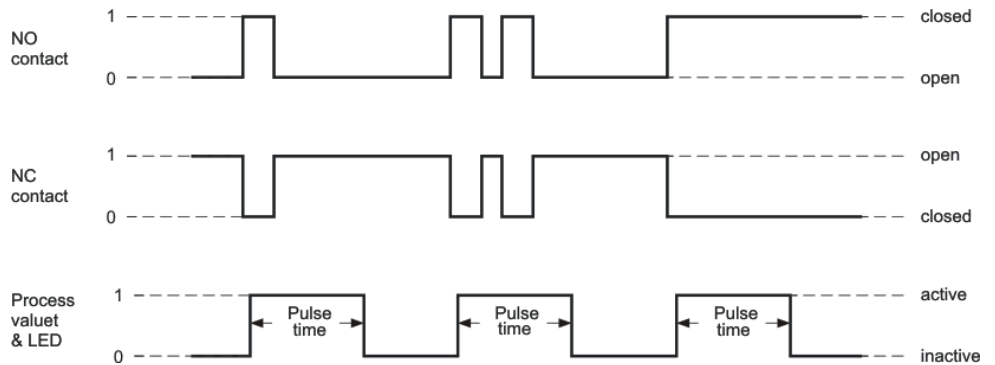 NO
contact
1
0
closed
open
NC
contact
1
0
open
closed
Process
valuet
& LED
1
0
Pulse
time
Pulse
time
Pulse
time
active
inactive